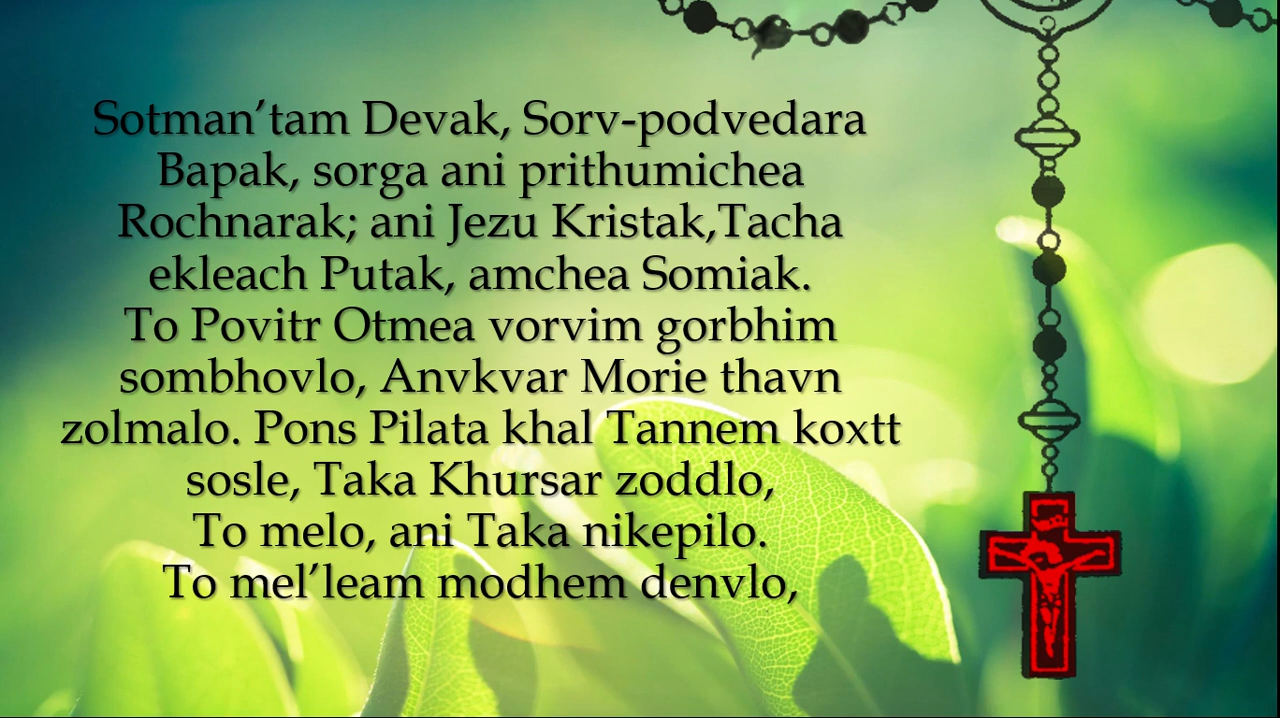 Sotman’tam Devak, Sorv-podvedara
Bapak, sorga ani prithumichea
Rochnarak; ani Jezu Kristak,Tacha
ekleach Putak, amchea Somiak.
To Povitr Otmea vorvim gorbhim
sombhovlo, Anvkvar Morie thavn
zolmalo. Pons Pilata khal Tannem koxtt
sosle, Taka Khursar zoddlo,
To melo, ani Taka nikepilo.
To mel’leam modhem denvlo,